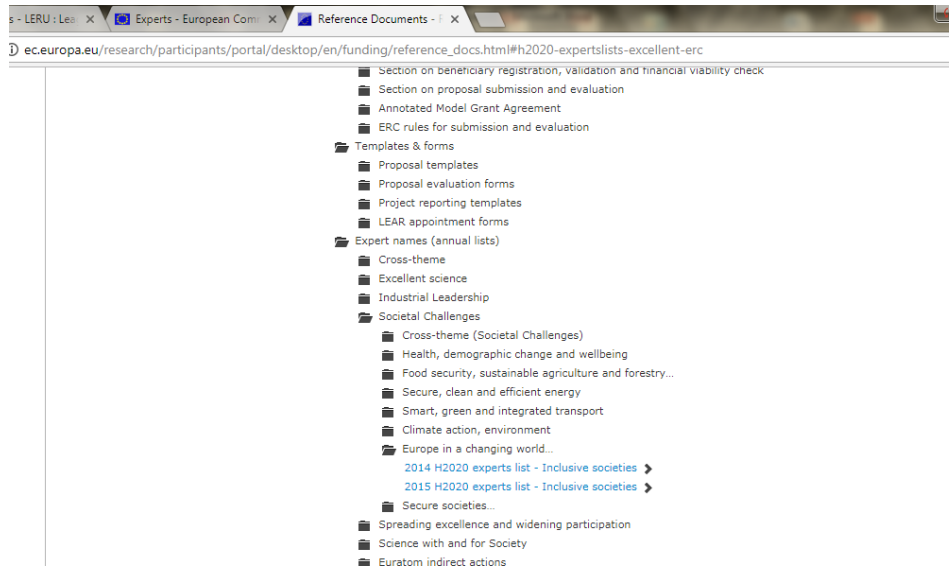 s - LERU : Lea
Experts - European Com
Reference Documents -
ec.europa.eu/research/participants/portal/desktop/en/funding/reference_docs.html#h2020-expertslists-excellent-erc
Section on beneficiary registration, validation and financial viability check
Section on proposal submission and evaluation
Annotated Model Grant Agreement
ERC rules for submission and evaluation
Templates & forms
Proposal templates
Proposal evaluation forms
Project reporting templates
LEAR appointment forms
Expert names (annual lists)
Cross-theme
Excellent science
Industrial Leadership
Societal Challenges
Cross-theme (Societal Challenges)
Health, demographic change and wellbeing
Food security, sustainable agriculture and forestry...
Secure, clean and efficient energy
Smart, green and integrated transport
Climate action, environment
Europe in a changing world...
2014 H2020 experts list - Inclusive societies
2015 H2020 experts list - Inclusive societies
Secure societies...
Spreading excellence and widening participation
Science with and for Society
Euratom indirect actions